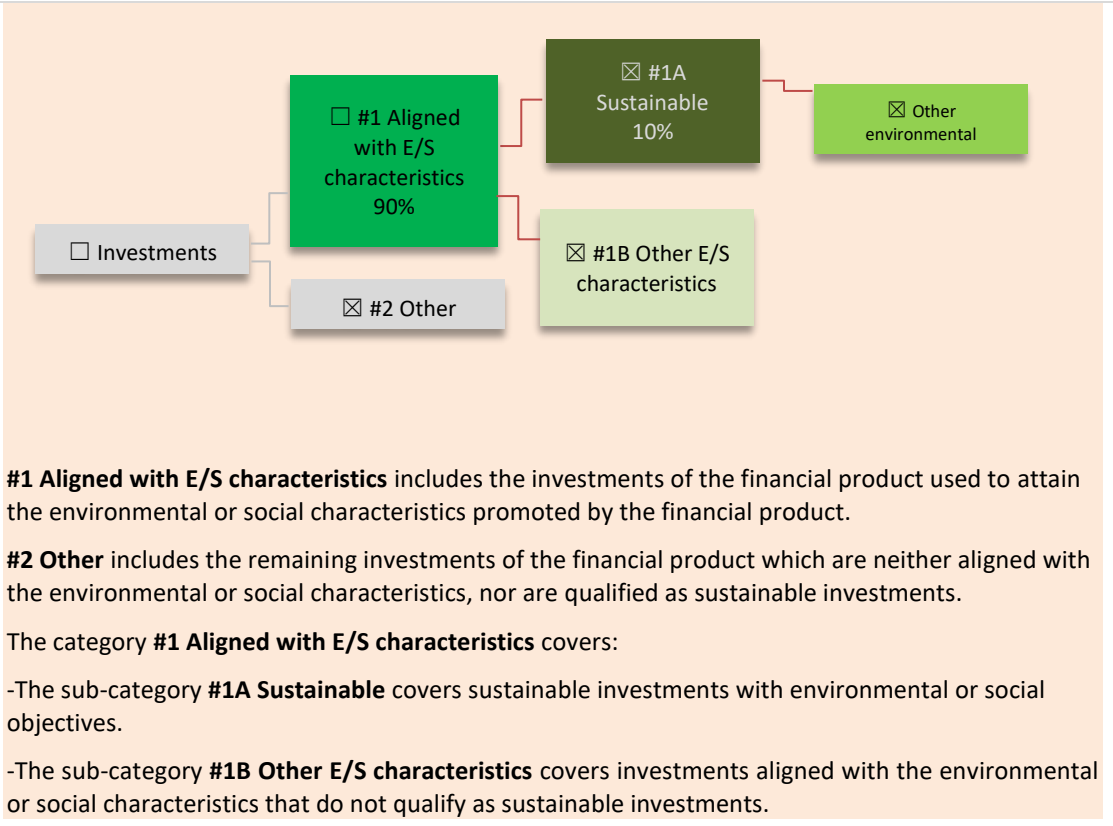 ☒ #1A
Sustainable
10%
☒ Other
environmental
☐ #1 Aligned
with E/S
characteristics
90%
☐ Investments
☒ #1B Other E/S
characteristics
☒ #2 Other
#1 Aligned with E/S characteristics includes the investments of the financial product used to attain
the environmental or social characteristics promoted by the financial product.
#2 Other includes the remaining investments of the financial product which are neither aligned with
the environmental or social characteristics, nor are qualified as sustainable investments.
The category #1 Aligned with E/S characteristics covers:
-The sub-category #1A Sustainable covers sustainable investments with environmental or social
objectives.
-The sub-category #1B Other E/S characteristics covers investments aligned with the environmental
or social characteristics that do not qualify as sustainable investments.